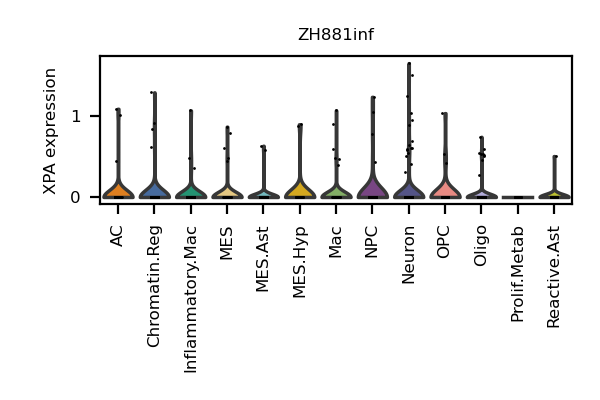 ZH881inf
XPA expression
1
0
AC
Chromatin.Reg
Inflammatory.Mac
MES
MES.Ast
MES.Hyp
Mac
NPC
Neuron
OPC
Oligo
Prolif.Metab
Reactive.Ast